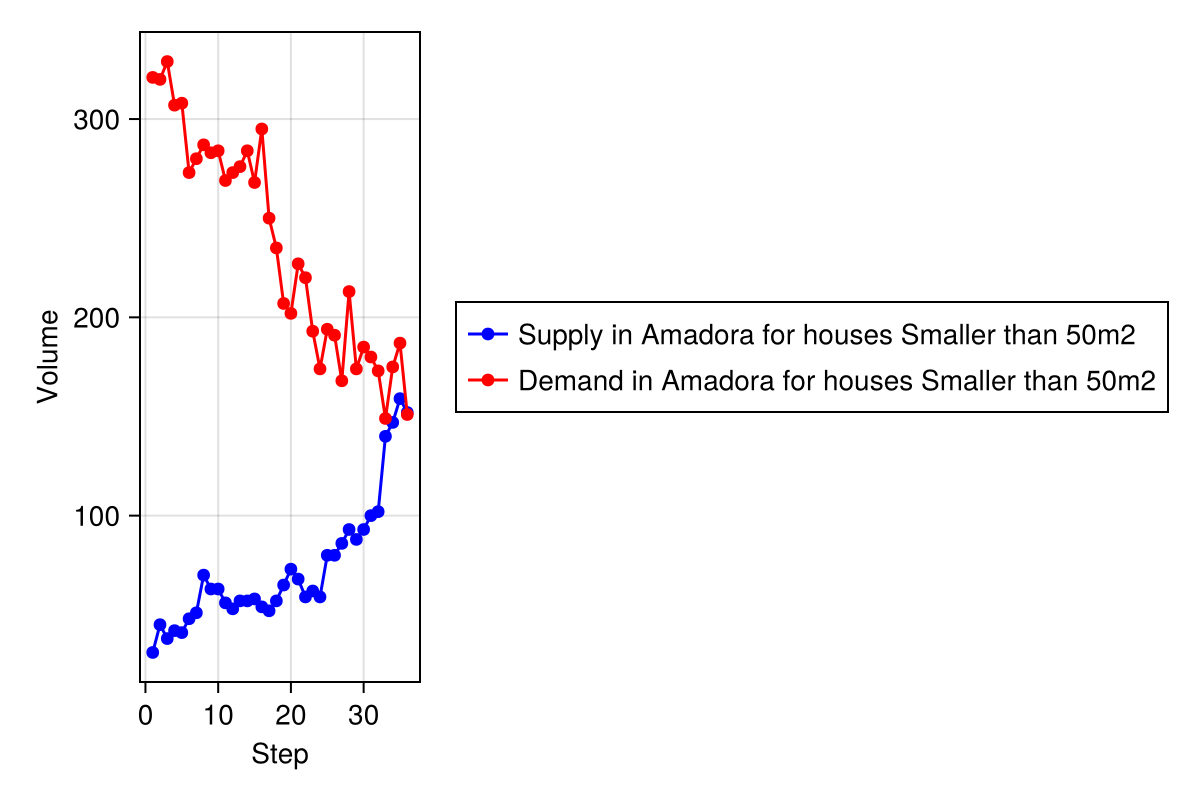 Volume
300
200
100
0 10 20 30
Step
Supply in Amadora for houses Smaller than 50m2
Demand in Amadora for houses Smaller than 50m2